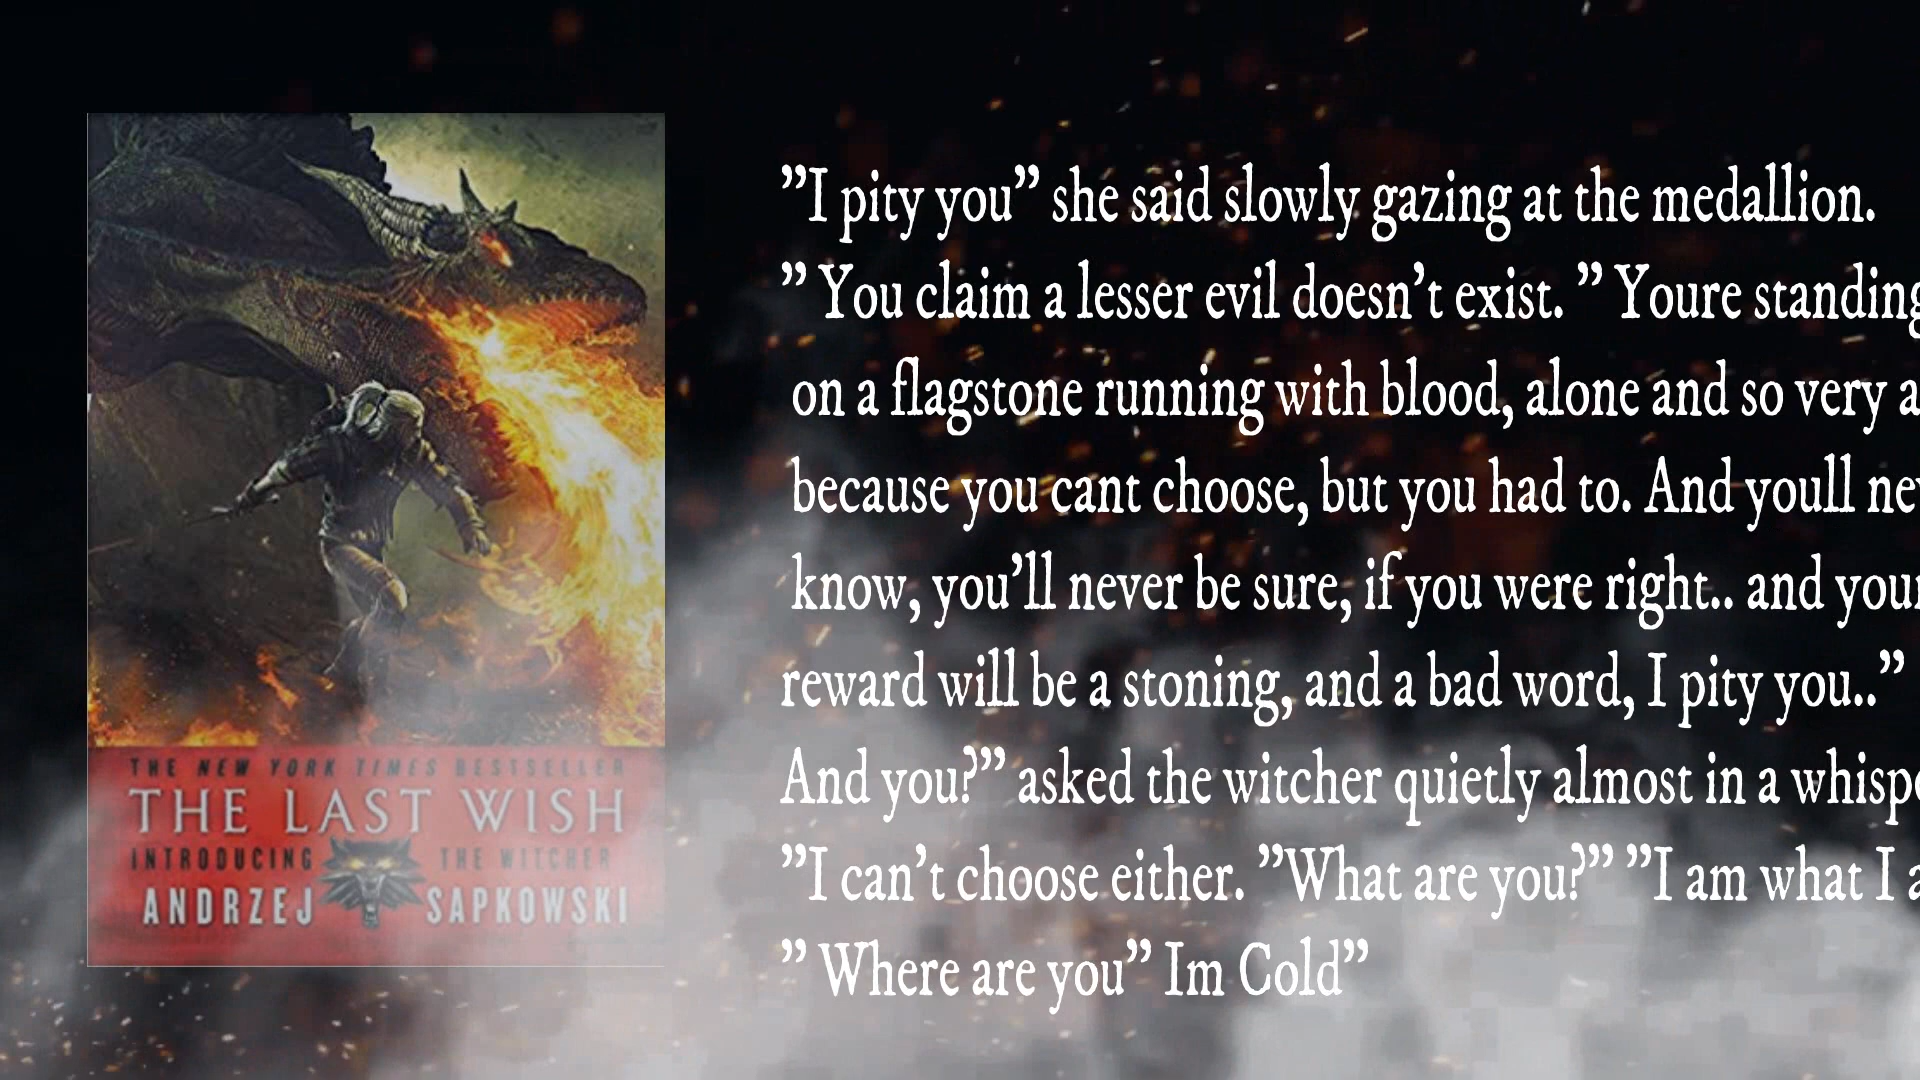 THE NEW YORK TIMES BESTSELLER
THE LAST WISH
INTRODUCING THE WITCHER
ANDRZEJ SAPKOWSKI
”I pity you” she said slowly gazing at the medallion.
” You claim a lesser evil doesn’t exist. ” Youre standing
on a flagstone running with blood, alone and so very
because you cant choose, but you had to. And youll
know, you’ll never be sure, if you were right.. and your
reward will be a stoning, and a bad word, I pity you..”
And you?” asked the witcher quietly almost in a
”I can’t choose either. ”What are you?” ”I am what I
” Where are you” Im Cold”